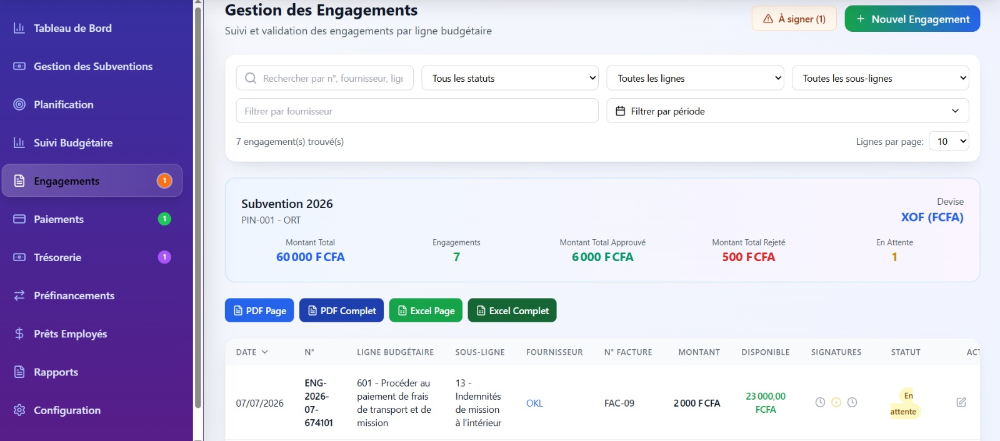 Tableau de Bord
Gestion des Subventions
Planification
Suivi Budgétaire
Engagements 1
Paiements 1
Trésorerie 1
Préfinancements
Prêts Employés
Rapports
Configuration
Gestion des Engagements
Suivi et validation des engagements par ligne budgétaire
À signer (1)
Nouvel Engagement
Rechercher par n°, fournisseur, lig
Tous les statuts
Toutes les lignes
Toutes les sous-lignes
Filtrer par fournisseur
Filtrer par période
7 engagement(s) trouvé(s)
Lignes par page: 10
Subvention 2026
PIN-001 - ORT
Devise
XOF (FCFA)
Montant Total
60 000 F CFA
Engagements
7
Montant Total Approuvé
6 000 F CFA
Montant Total Rejeté
500 F CFA
En Attente
1
PDF Page
PDF Complet
Excel Page
Excel Complet
DATE N° LIGNE BUDGÉTAIRE SOUS-LIGNE FOURNISSEUR N° FACTURE MONTANT DISPONIBLE SIGNATURES STATUT ACT
07/07/2026
ENG-
2026-
07-
674101
601 - Procéder au
paiement de frais
de transport et de
mission
13 -
Indemnités
de mission
à l'intérieur
OKL
FAC-09
2 000 F CFA
23 000,00
FCFA
En
attente